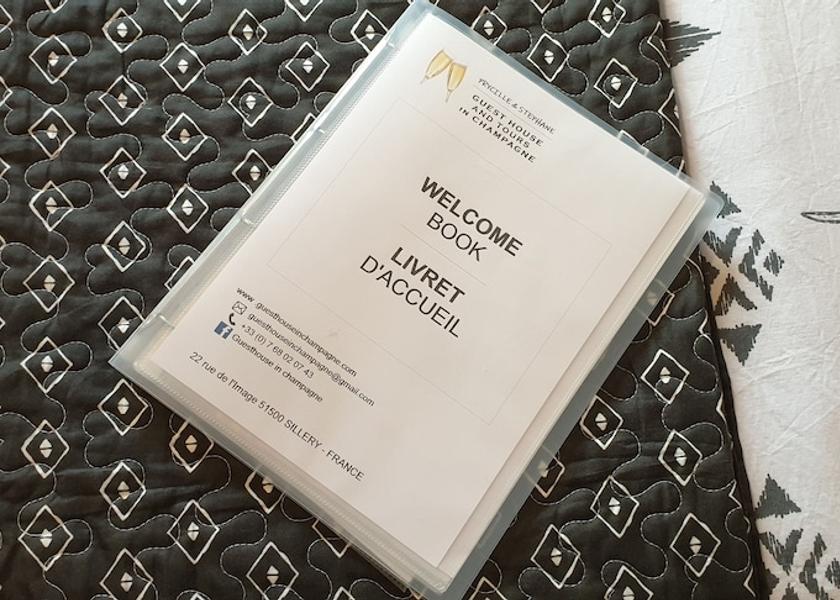 PRYCILLE & STEPHANE
GUEST HOUSE
AND TOURS
IN CHAMPAGNE
WELCOME
BOOK
LIVRET
D'ACCUEIL
www guesthouseinchampagne.com
guesthouseinchampagne@gmail.com
+33 (0) 7 68 02 07 43
f Guesthouse in champagne
22 rue de l'Image 51500 SILLERY - FRANCE